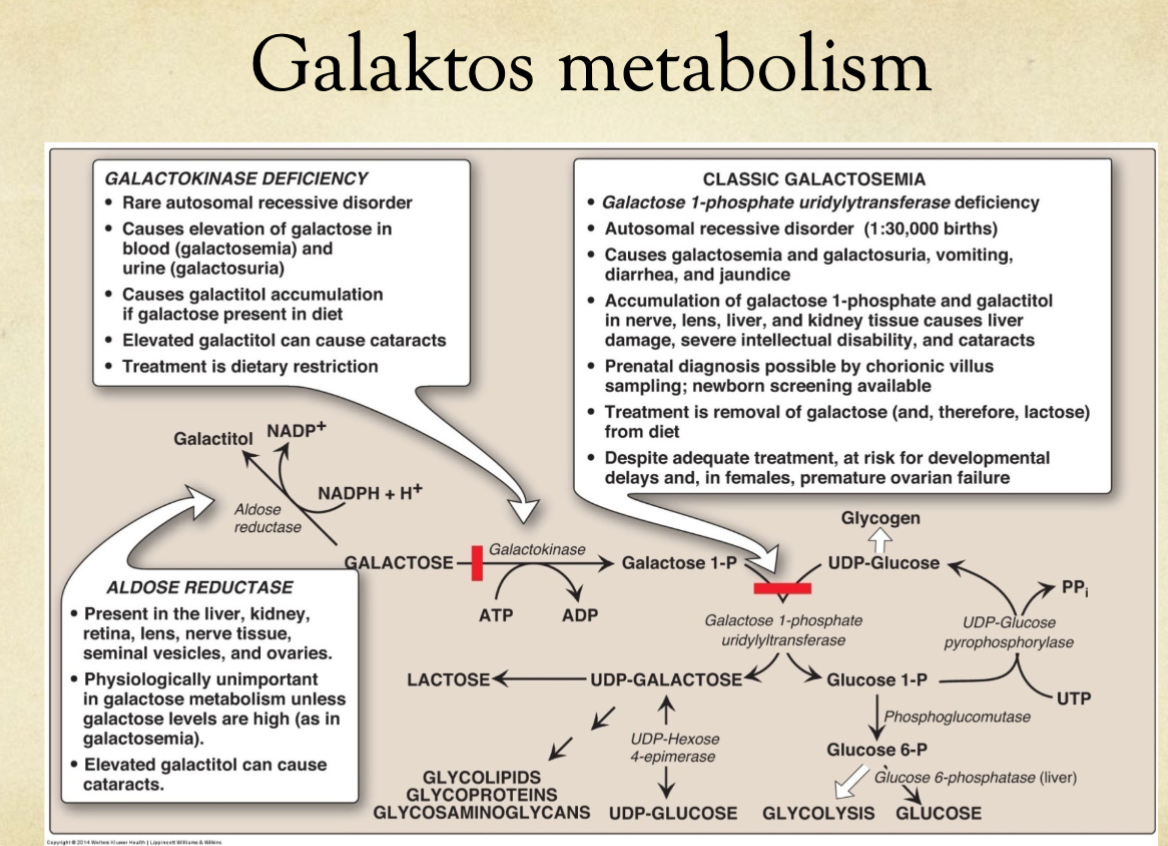 Galaktos metabolism
GALACTOKINASE DEFICIENCY
• Rare autosomal recessive disorder
• Causes elevation of galactose in
blood (galactosemia) and
urine (galactosuria)
• Causes galactitol accumulation
if galactose present in diet
• Elevated galactitol can cause cataracts
• Treatment is dietary restriction
CLASSIC GALACTOSEMIA
• Galactose 1-phosphate uridylytransferase deficiency
• Autosomal recessive disorder (1:30,000 births)
• Causes galactosemia and galactosuria, vomiting,
diarrhea, and jaundice
• Accumulation of galactose 1-phosphate and galactitol
in nerve, lens, liver, and kidney tissue causes liver
damage, severe intellectual disability, and cataracts
• Prenatal diagnosis possible by chorionic villus
sampling; newborn screening available
• Treatment is removal of galactose (and, therefore, lactose)
from diet
• Despite adequate treatment, at risk for developmental
delays and, in females, premature ovarian failure
Galactitol
NADP+
NADPH + H+
Aldose
reductase
ALDOSE REDUCTASE
• Present in the liver, kidney,
retina, lens, nerve tissue,
seminal vesicles, and ovaries.
• Physiologically unimportant
in galactose metabolism unless
galactose levels are high (as in
galactosemia).
• Elevated galactitol can cause
cataracts.
GALACTOSE
Galactokinase
ATP
ADP
Galactose 1-P
Glycogen
UDP-Glucose
PPi
Galactose 1-phosphate
uridylyltransferase
UDP-Glucose
pyrophosphorylase
LACTOSE
UDP-GALACTOSE
Glucose 1-P
UTP
Phosphoglucomutase
UDP-Hexose
4-epimerase
Glucose 6-P
Glucose 6-phosphatase (liver)
GLYCOLIPIDS
GLYCOPROTEINS
GLYCOSAMINOGLYCANS
UDP-GLUCOSE
GLYCOLYSIS
GLUCOSE
Copyright © 2014 Wolters Kluwer Health | Lippincott Williams & Wilkins